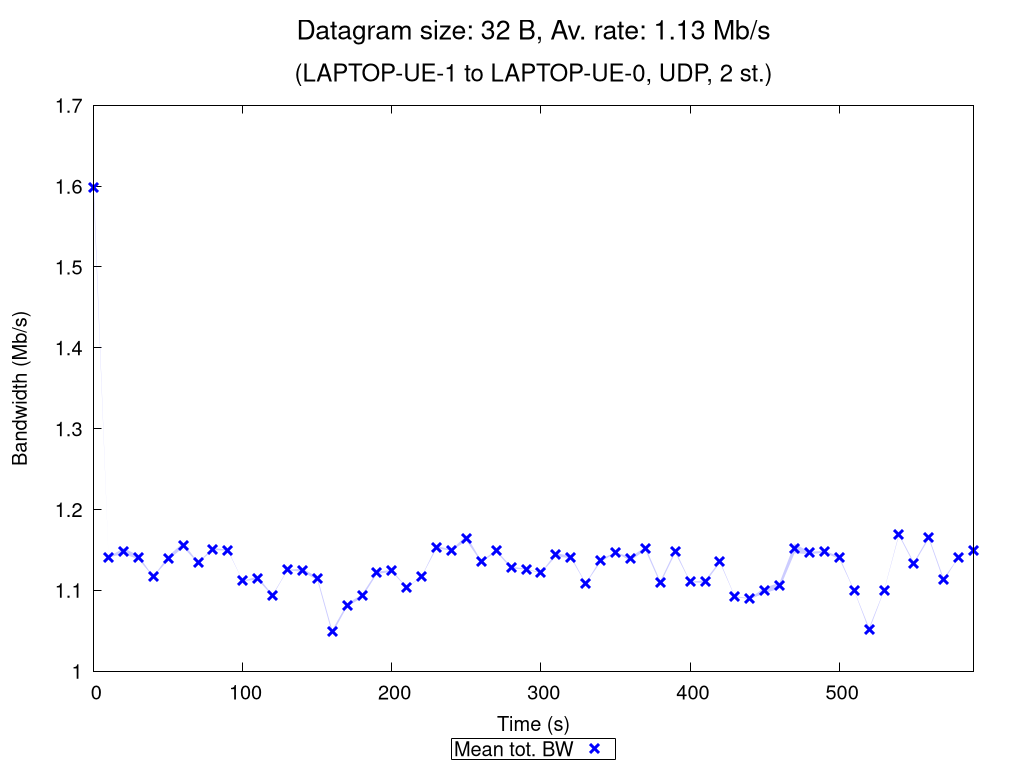 Datagram size: 32 B, Av. rate: 1.13 Mb/s
(LAPTOP-UE-1 to LAPTOP-UE-0, UDP, 2 st.)
1.7
1.6
1.5
1.4
1.3
1.2
1.1
1
Bandwidth (Mb/s)
0 100 200 300 400 500
Time (s)
Mean tot. BW